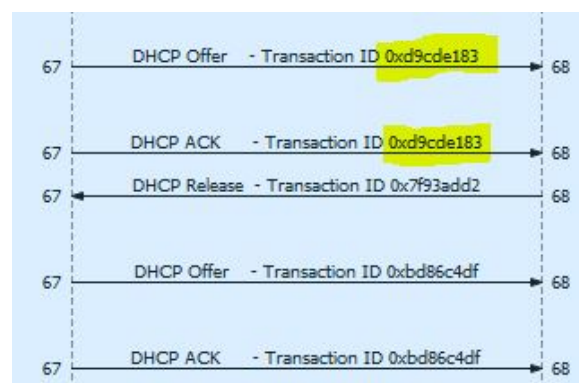 67 DHCP Offer - Transaction ID 0xd9cde183 68
67 DHCP ACK - Transaction ID 0xd9cde183 68
67 DHCP Release - Transaction ID 0x7f93add2 68
67 DHCP Offer - Transaction ID 0xbd86c4df 68
67 DHCP ACK - Transaction ID 0xbd86c4df 68